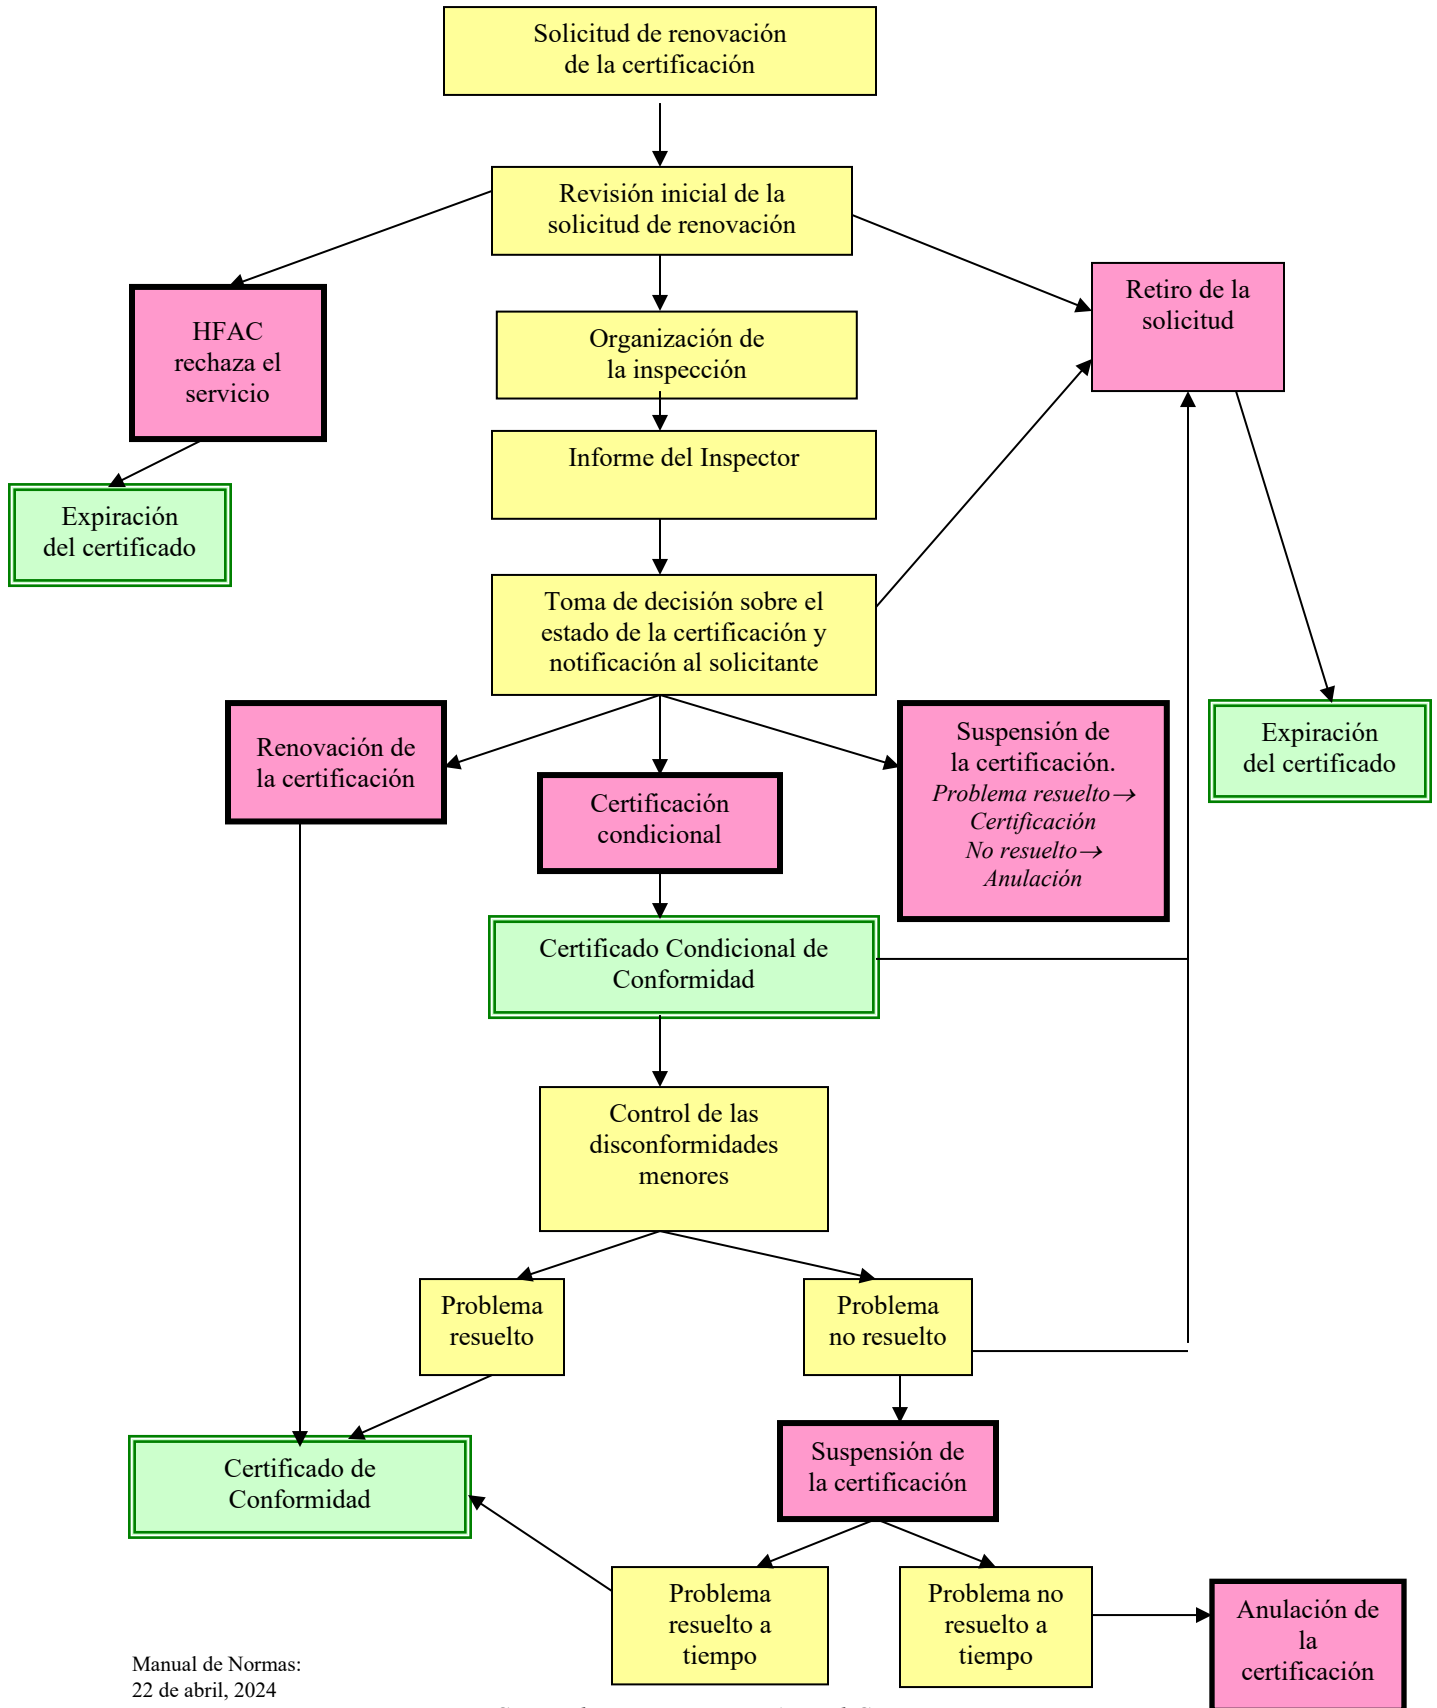 Solicitud de renovación
de la certificación
Revisión inicial de la
solicitud de renovación
Retiro de la
solicitud
HFAC
rechaza el
servicio
Organización de
la inspección
Informe del Inspector
Expiración
del certificado
Toma de decisión sobre el
estado de la certificación y
notificación al solicitante
Renovación de
la certificación
Certificación
condicional
Suspensión de
la certificación.
Problema resuelto→
Certificación
No resuelto→
Anulación
Expiración
del certificado
Certificado Condicional de
Conformidad
Control de las
disconformidades
menores
Problema
resuelto
Problema
no resuelto
Certificado de
Conformidad
Suspensión de
la certificación
Problema
resuelto a
tiempo
Problema no
resuelto a
tiempo
Anulación de
la
certificación
Manual de Normas:
22 de abril, 2024